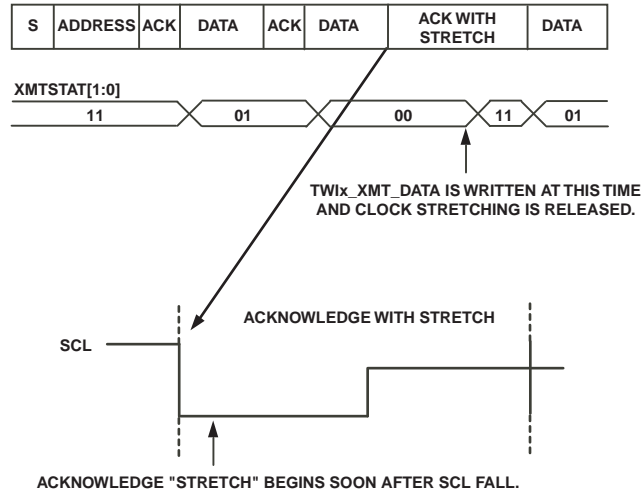 S ADDRESS ACK DATA ACK DATA ACK WITH STRETCH DATA
XMTSTAT[1:0]
11 01 00 11 01
TWIx_XMT_DATA IS WRITTEN AT THIS TIME
AND CLOCK STRETCHING IS RELEASED.
ACKNOWLEDGE WITH STRETCH
SCL
ACKNOWLEDGE "STRETCH" BEGINS SOON AFTER SCL FALL.